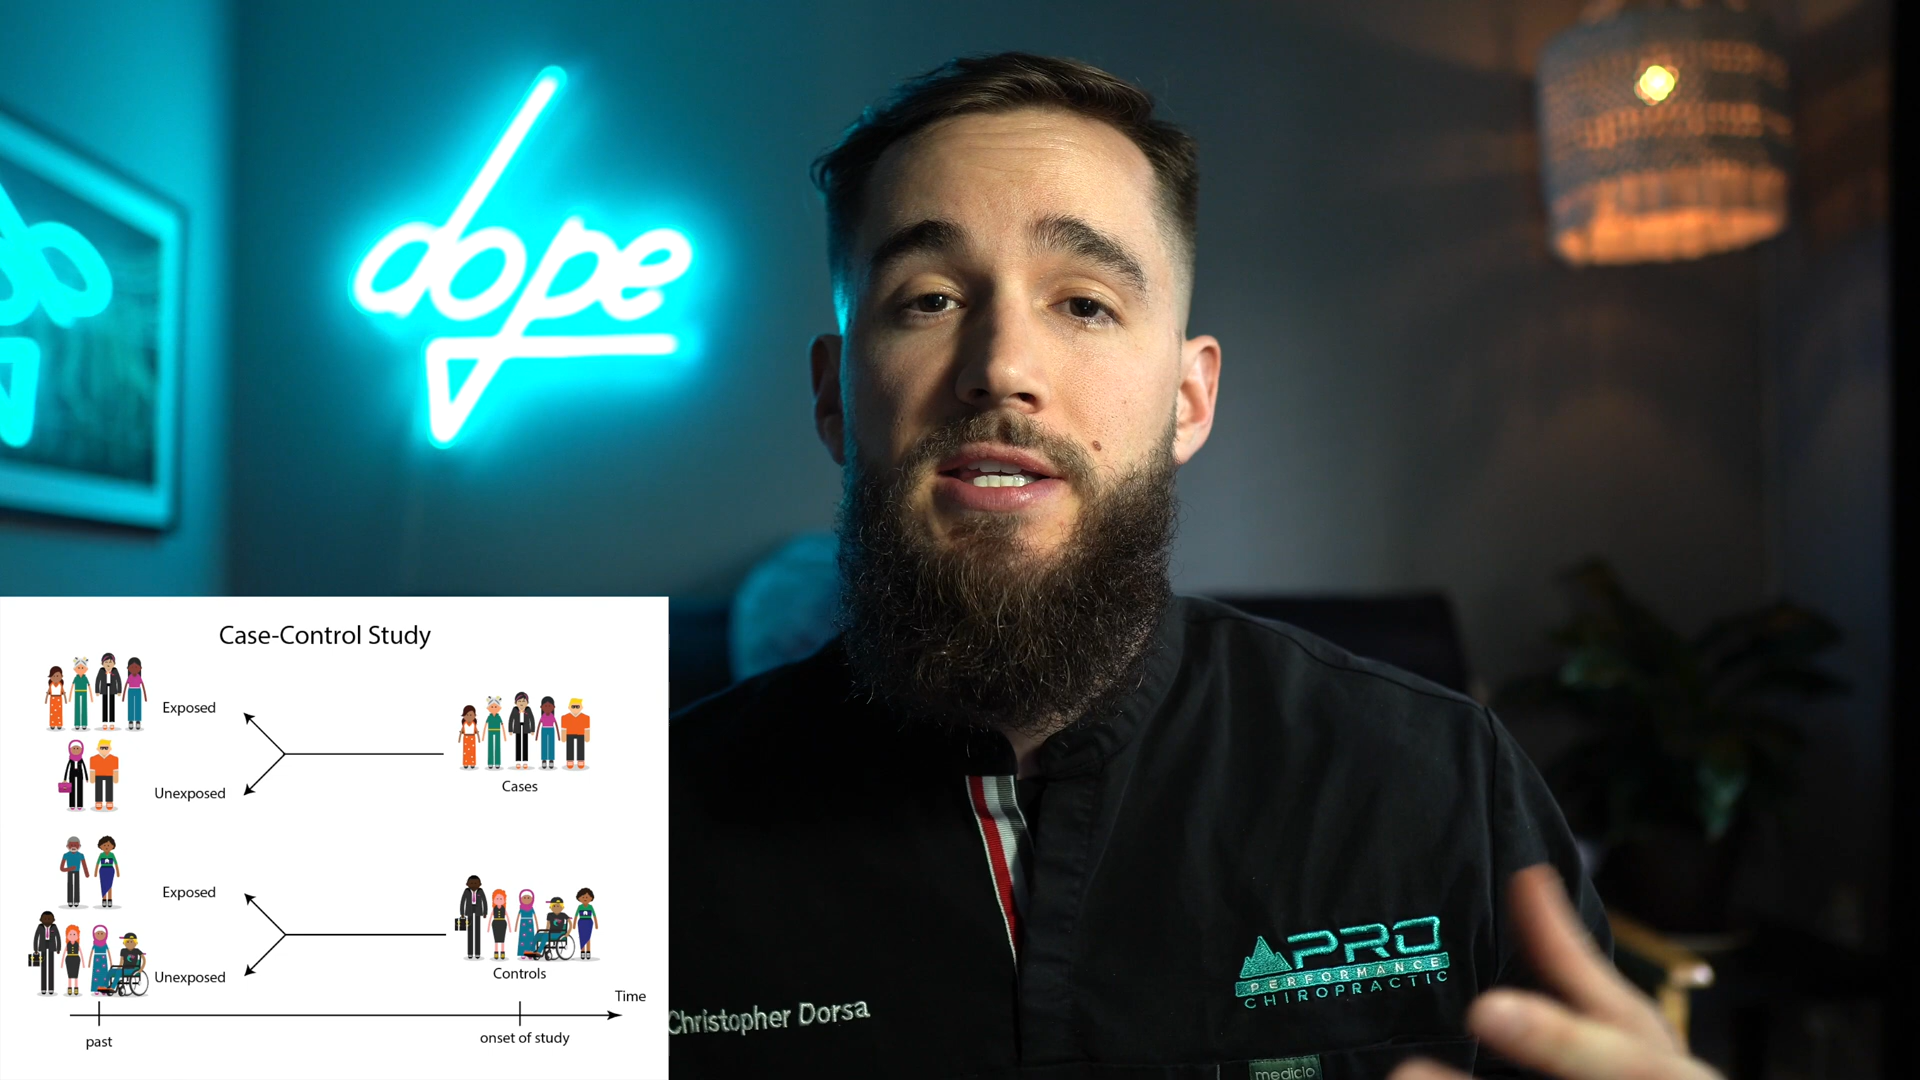 dope
Case-Control Study
Exposed
Unexposed
Cases
Exposed
Unexposed
Controls
Time
past
onset of study
Christopher Dorsa
PRO
PERFORMANCE
CHIROPRACTIC
mediclo